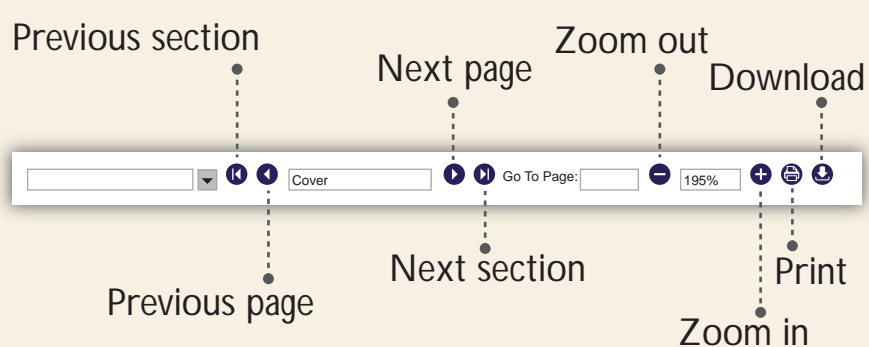 Previous section
Zoom out
Next page
Download
Cover
Go To Page:
195%
Next section
Print
Previous page
Zoom in